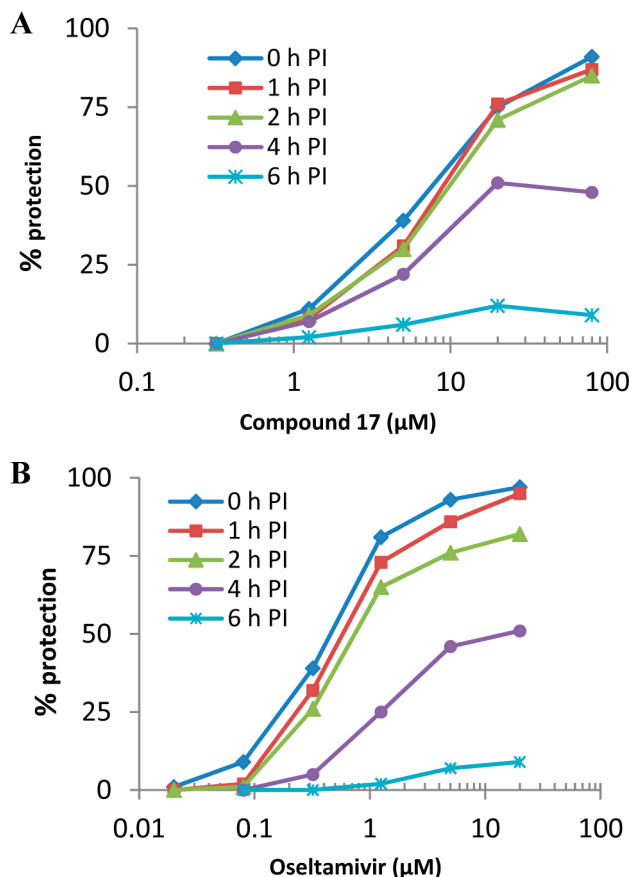 A
100
75
50
25
0
% protection
0 h PI
1 h PI
2 h PI
4 h PI
6 h PI
0.1 1 10 100
Compound 17 (µM)
B
100
75
50
25
0
% protection
0 h PI
1 h PI
2 h PI
4 h PI
6 h PI
0.01 0.1 1 10 100
Oseltamivir (µM)